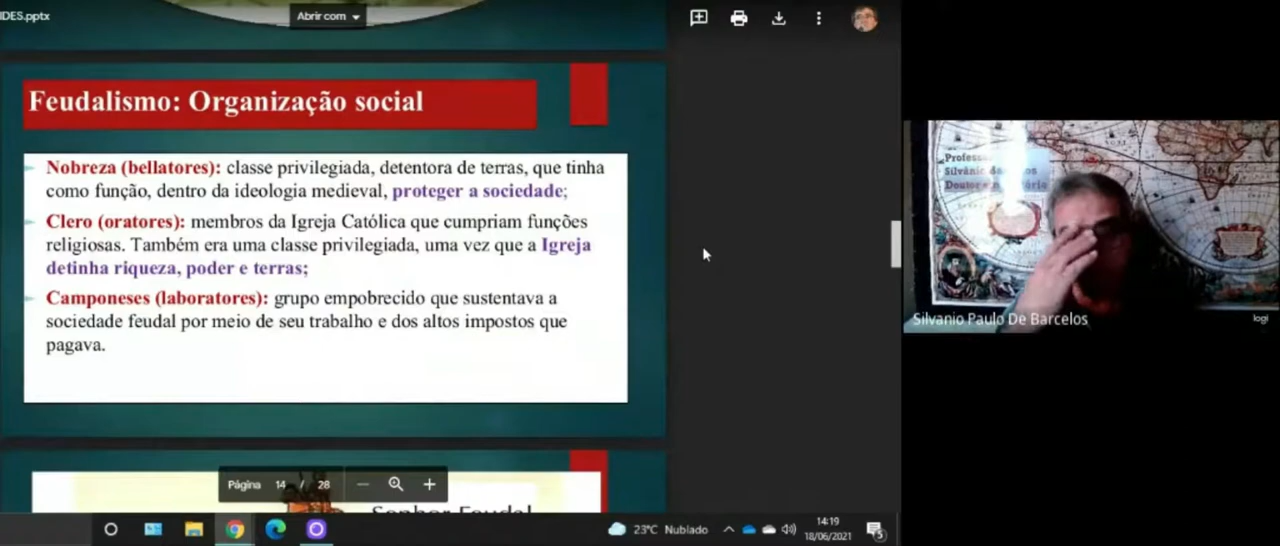 IDES.pptx
Abrir com
Feudalismo: Organização social
Nobreza (bellatores): classe privilegiada, detentora de terras, que tinha
como função, dentro da ideologia medieval, proteger a sociedade;
Clero (oratores): membros da Igreja Católica que cumpriam funções
religiosas. Também era uma classe privilegiada, uma vez que a Igreja
detinha riqueza, poder e terras;
Camponeses (laboratores): grupo empobrecido que sustentava a
sociedade feudal por meio de seu trabalho e dos altos impostos que
pagava.
Página 14 / 28
Senhor Feudal
Silvanio Paulo De Barcelos
logi
23°C Nublado
14:19
18/06/2021
5